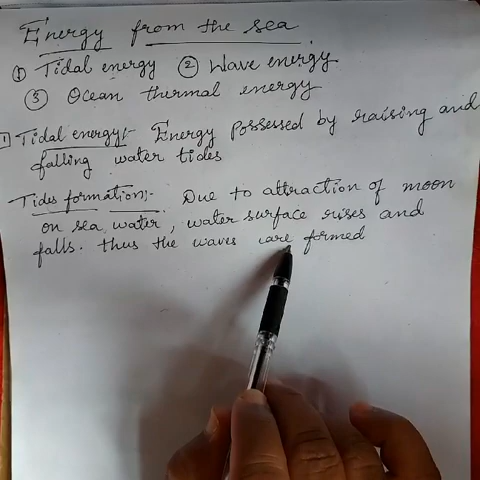 Energy from the sea
① Tidal energy ② Wave energy
③ Ocean thermal energy
1 Tidal energy:- Energy possessed by raising and
falling water tides
Tides formation:- Due to attraction of moon
on sea water, water surface rises and
falls. thus the waves are formed